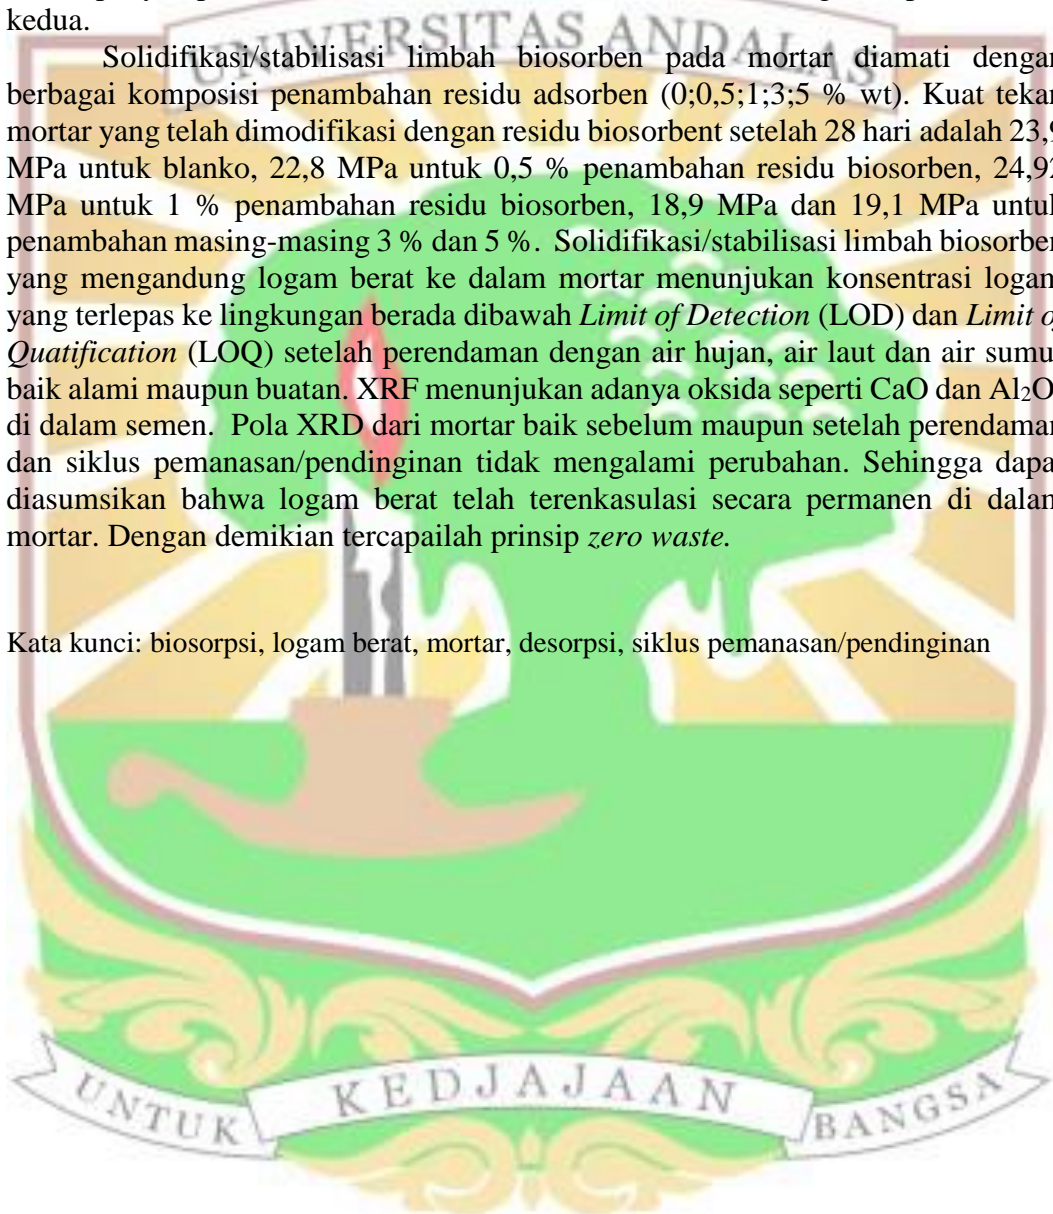 kedua.
UNIVERSITAS ANDALAS
Solidifikasi/stabilisasi limbah biosorben pada mortar diamati dengan
berbagai komposisi penambahan residu adsorben (0;0,5;1;3;5 % wt). Kuat tekan
mortar yang telah dimodifikasi dengan residu biosorbent setelah 28 hari adalah 23,9
MPa untuk blanko, 22,8 MPa untuk 0,5 % penambahan residu biosorben, 24,92
MPa untuk 1 % penambahan residu biosorben, 18,9 MPa dan 19,1 MPa untuk
penambahan masing-masing 3 % dan 5 %. Solidifikasi/stabilisasi limbah biosorben
yang mengandung logam berat ke dalam mortar menunjukan konsentrasi logam
yang terlepas ke lingkungan berada dibawah Limit of Detection (LOD) dan Limit of
Quatification (LOQ) setelah perendaman dengan air hujan, air laut dan air sumur
baik alami maupun buatan. XRF menunjukan adanya oksida seperti CaO dan Al₂O
di dalam semen. Pola XRD dari mortar baik sebelum maupun setelah perendaman
dan siklus pemanasan/pendinginan tidak mengalami perubahan. Sehingga dapat
diasumsikan bahwa logam berat telah terenkasulasi secara permanen di dalam
mortar. Dengan demikian tercapailah prinsip zero waste.
Kata kunci: biosorpsi, logam berat, mortar, desorpsi, siklus pemanasan/pendinginan
UNTUK KEDJAJAAN BANGSA